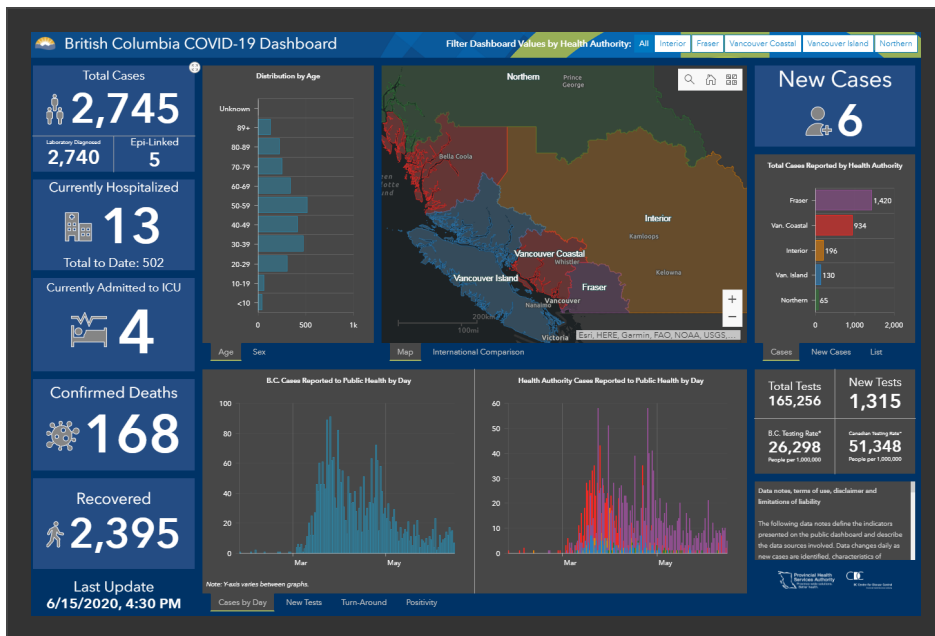 British Columbia COVID-19 Dashboard
Filter Dashboard Values by Health Authority: All Interior Fraser Vancouver Coastal Vancouver Island Northern
Total Cases
2,745
Laboratory Diagnosed
2,740
Epi-Linked
5
Currently Hospitalized
13
Total to Date: 502
Currently Admitted to ICU
4
Confirmed Deaths
168
Recovered
2,395
Last Update
6/15/2020, 4:30 PM
Distribution by Age
Unknown
89+
80-89
70-79
60-69
50-59
40-49
30-39
20-29
10-19
<10
0 500 1k
Age Sex
Northern
Prince
George
Bella Coola
Interior
Kamloops
Vancouver Coastal
Whistler
Kelowna
Vancouver Island
Fraser
Nanaimo
Vancouver
200km
100mi
Victoria
Esri, HERE, Garmin, FAO, NOAA, USGS,...
+
−
Map International Comparison
New Cases
6
Total Cases Reported by Health Authority
Fraser 1,420
Van. Coastal 934
Interior 196
Van. Island 130
Northern 65
0 1,000 2,000
Cases New Cases List
B.C. Cases Reported to Public Health by Day
100
80
60
40
20
0
Mar May
Note: Y-axis varies between graphs.
Health Authority Cases Reported to Public Health by Day
60
50
40
30
20
10
0
Mar May
Cases by Day New Tests Turn-Around Positivity
Total Tests
165,256
New Tests
1,315
B.C. Testing Rate*
26,298
People per 1,000,000
Canadian Testing Rate*
51,348
People per 1,000,000
Data notes, terms of use, disclaimer and
limitations of liability
The following data notes define the indicators
presented on the public dashboard and describe
the data sources involved. Data changes daily as
new cases are identified, characteristics of
Provincial Health
Services Authority
BC Centre for Disease Control